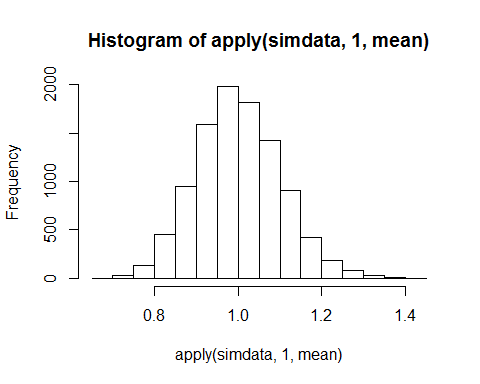 Histogram of apply(simdata, 1, mean)
Frequency
2000
1000
500
0
0.8 1.0 1.2 1.4
apply(simdata, 1, mean)